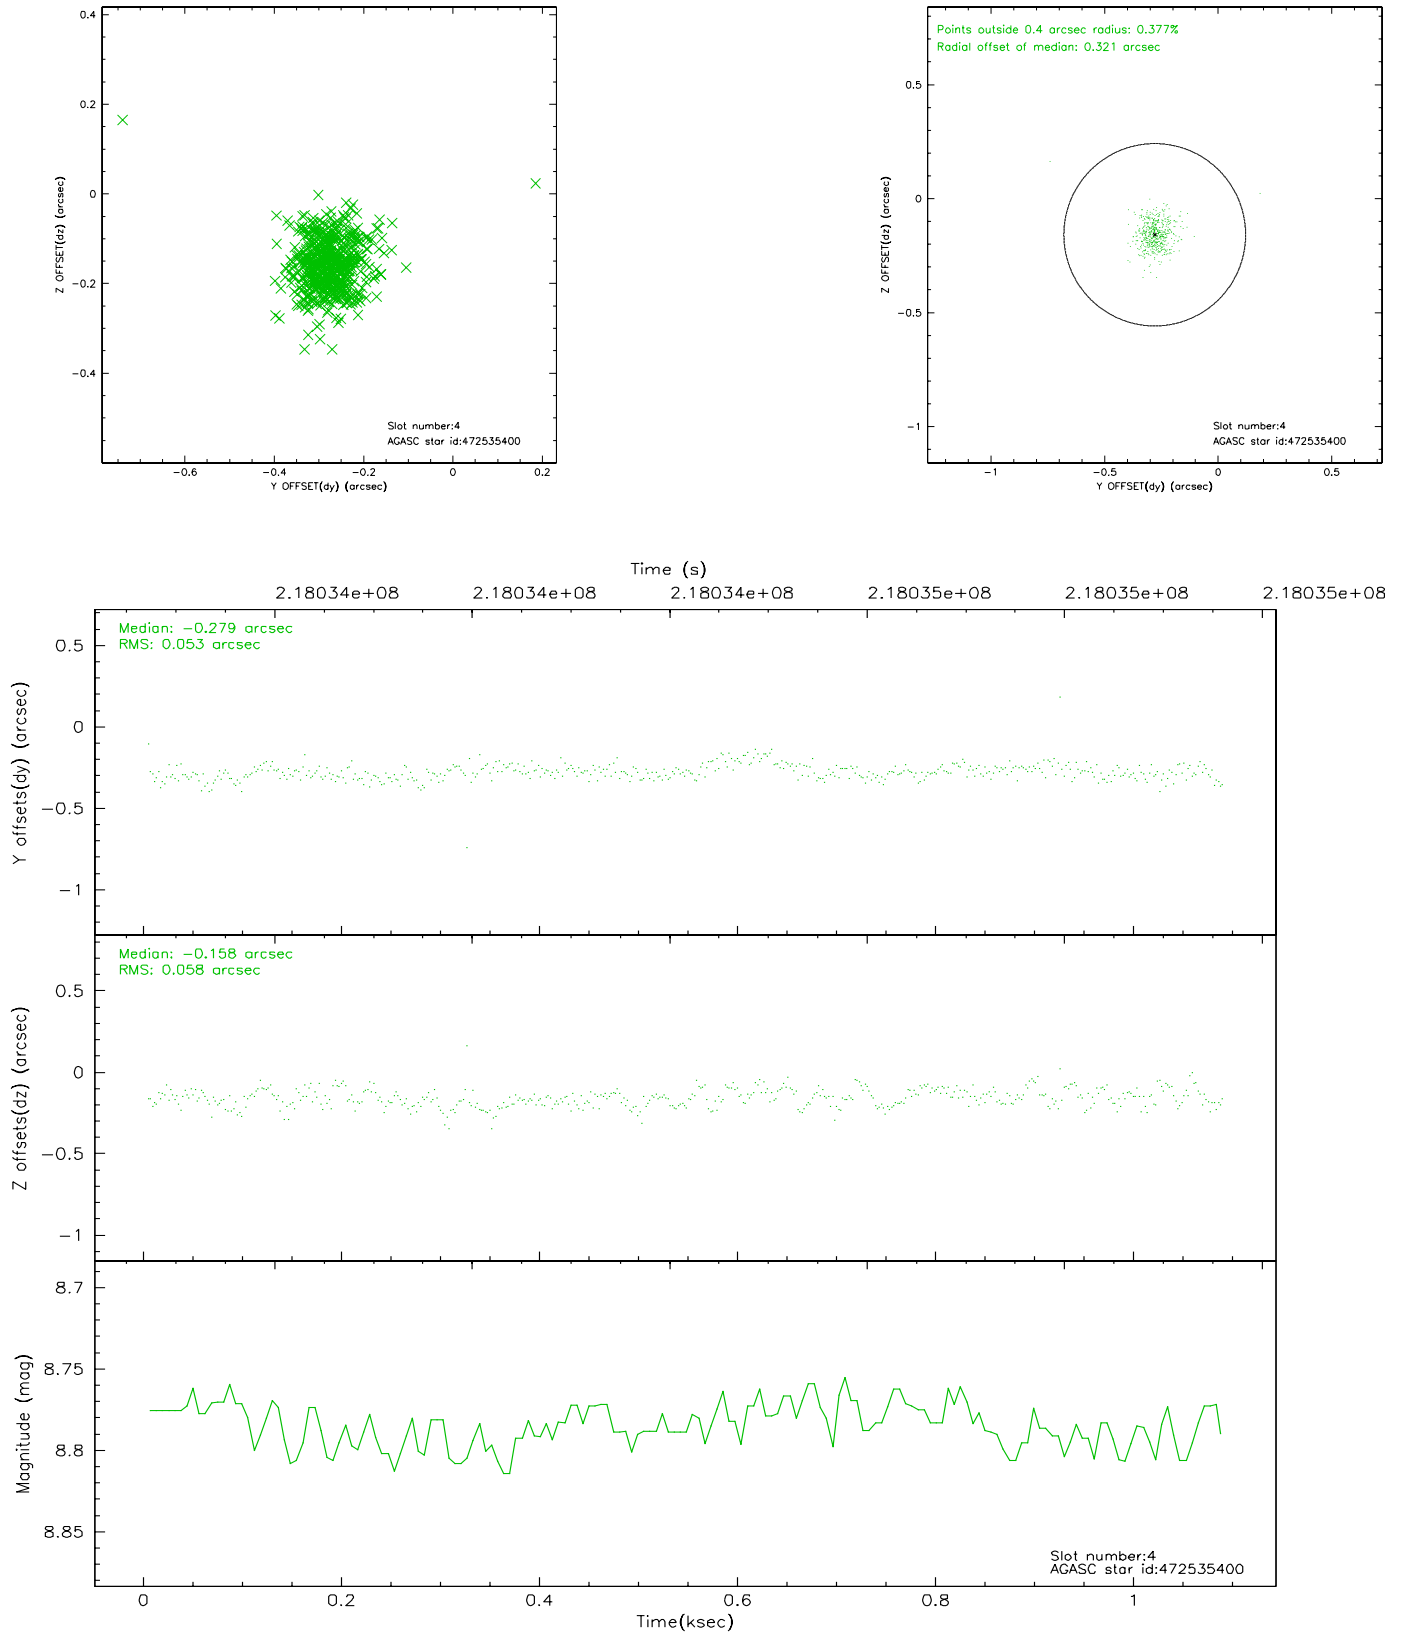 0.4
0.2
0
−0.2
−0.4
Z OFFSET(dz) (arcsec)
−0.6
−0.4
−0.2
0
0.2
Y OFFSET(dy) (arcsec)
Slot number:4
AGASC star id:472535400
Points outside 0.4 arcsec radius: 0.377%
Radial offset of median: 0.321 arcsec
0.5
0
−0.5
−1
Z OFFSET(dz) (arcsec)
−1
−0.5
0
0.5
Y OFFSET(dy) (arcsec)
Slot number:4
AGASC star id:472535400
Time (s)
2.18034e+08
2.18034e+08
2.18034e+08
2.18035e+08
2.18035e+08
2.18035e+08
Median: −0.279 arcsec
RMS: 0.053 arcsec
0.5
0
−0.5
−1
Y offsets(dy) (arcsec)
Median: −0.158 arcsec
RMS: 0.058 arcsec
0.5
0
−0.5
−1
Z offsets(dz) (arcsec)
8.7
8.75
8.8
8.85
Magnitude (mag)
Slot number:4
AGASC star id:472535400
0
0.2
0.4
0.6
0.8
1
Time(ksec)